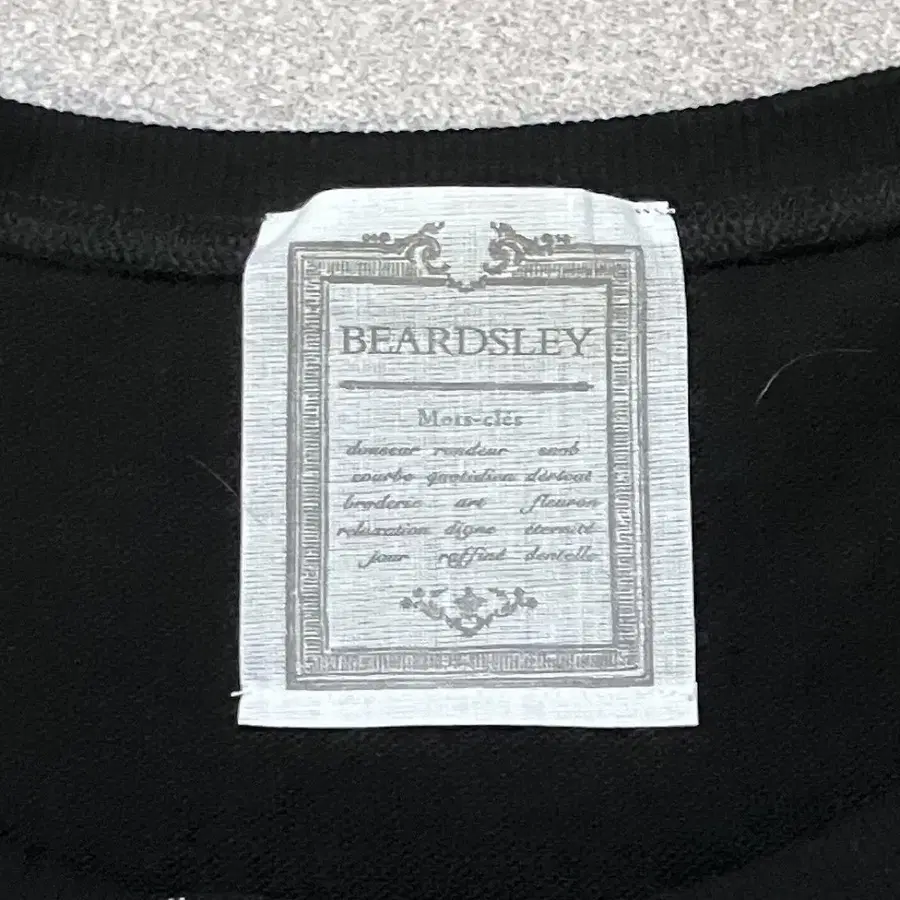 BEARDSLEY
Mots-clés
douceur rondeur snob
courbe quotidien délicat
broderie art fleuron
relaxation digne éternité
jour raffiné dentelle